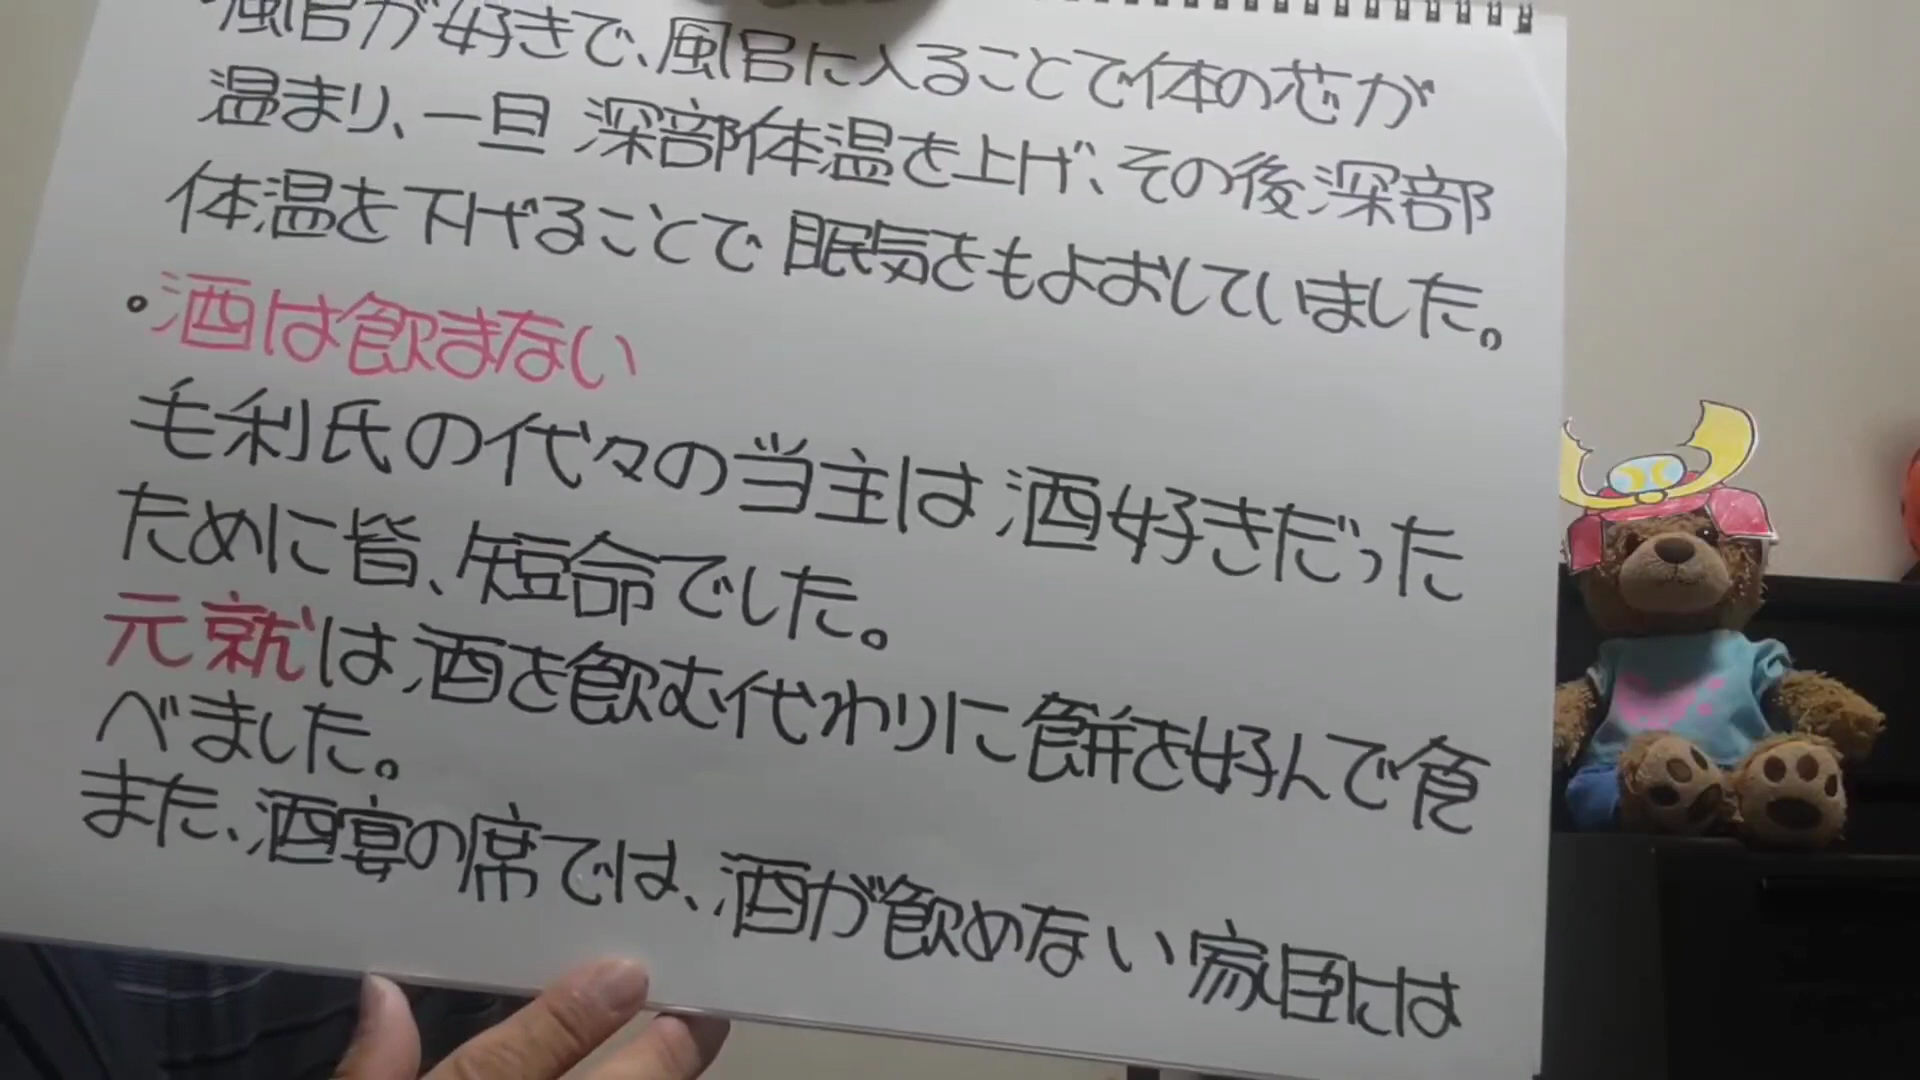 ・風呂が好きで、風呂に入ることで体の芯が
温まり、一旦深部体温を上げ、その後深部
体温を下げることで眠気をもよおしていました。
。酒は飲まない
毛利氏の代々の当主は酒好きだった
ために皆、短命でした。
元就は酒を飲む代わりに餅を好んで食
べました。
また、酒宴の席では、酒が飲めない家臣には